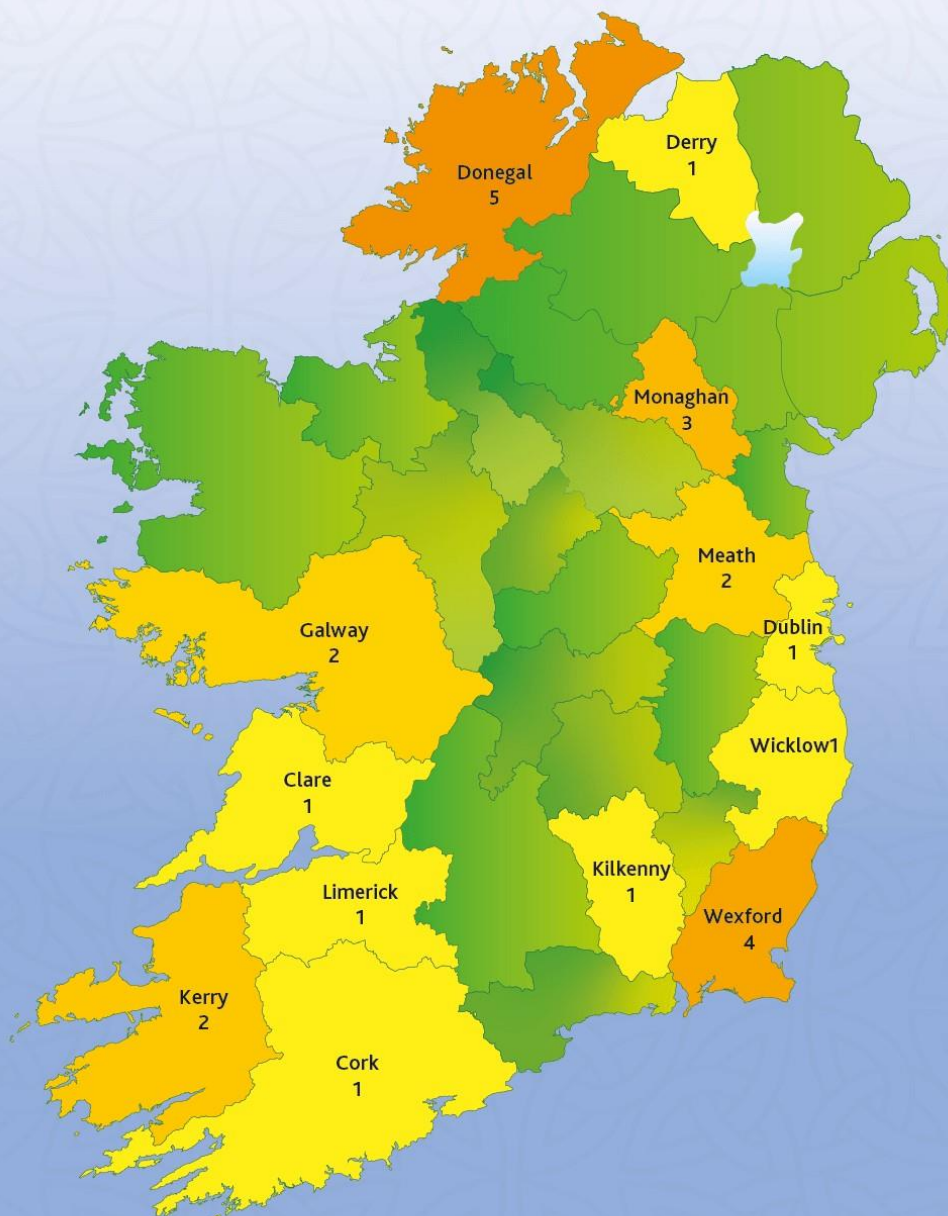 Derry
1
Donegal
5
Monaghan
3
Meath
2
Galway
2
Dublin
1
Wicklow1
Clare
1
Kilkenny
1
Limerick
1
Wexford
4
Kerry
2
Cork
1